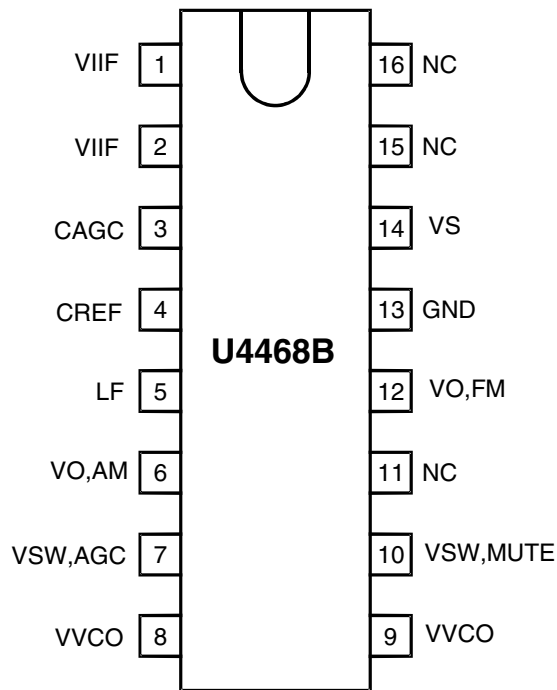 VIIF 1 16 NC
VIIF 2 15 NC
CAGC 3 14 VS
CREF 4 13 GND
U4468B
LF 5 12 VO,FM
VO,AM 6 11 NC
VSW,AGC 7 10 VSW,MUTE
VVCO 8 9 VVCO